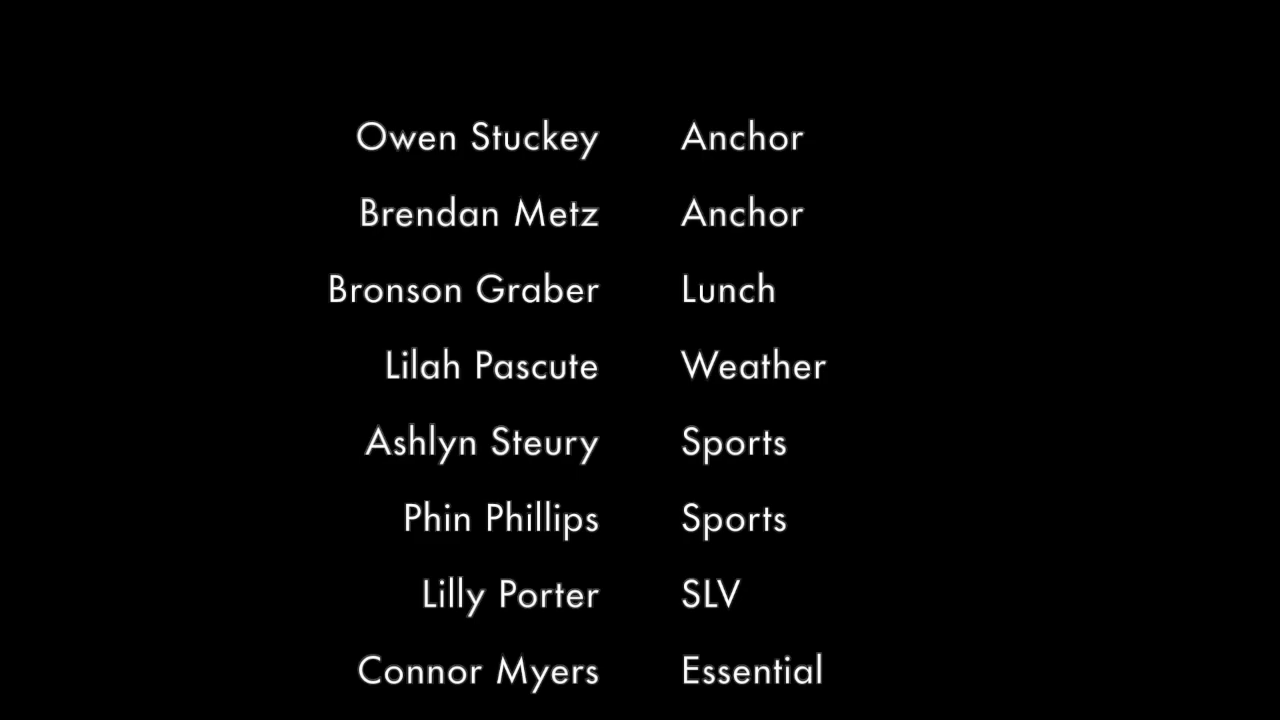 Owen Stuckey Anchor
Brendan Metz Anchor
Bronson Graber Lunch
Lilah Pascute Weather
Ashlyn Steury Sports
Phin Phillips Sports
Lilly Porter SLV
Connor Myers Essential